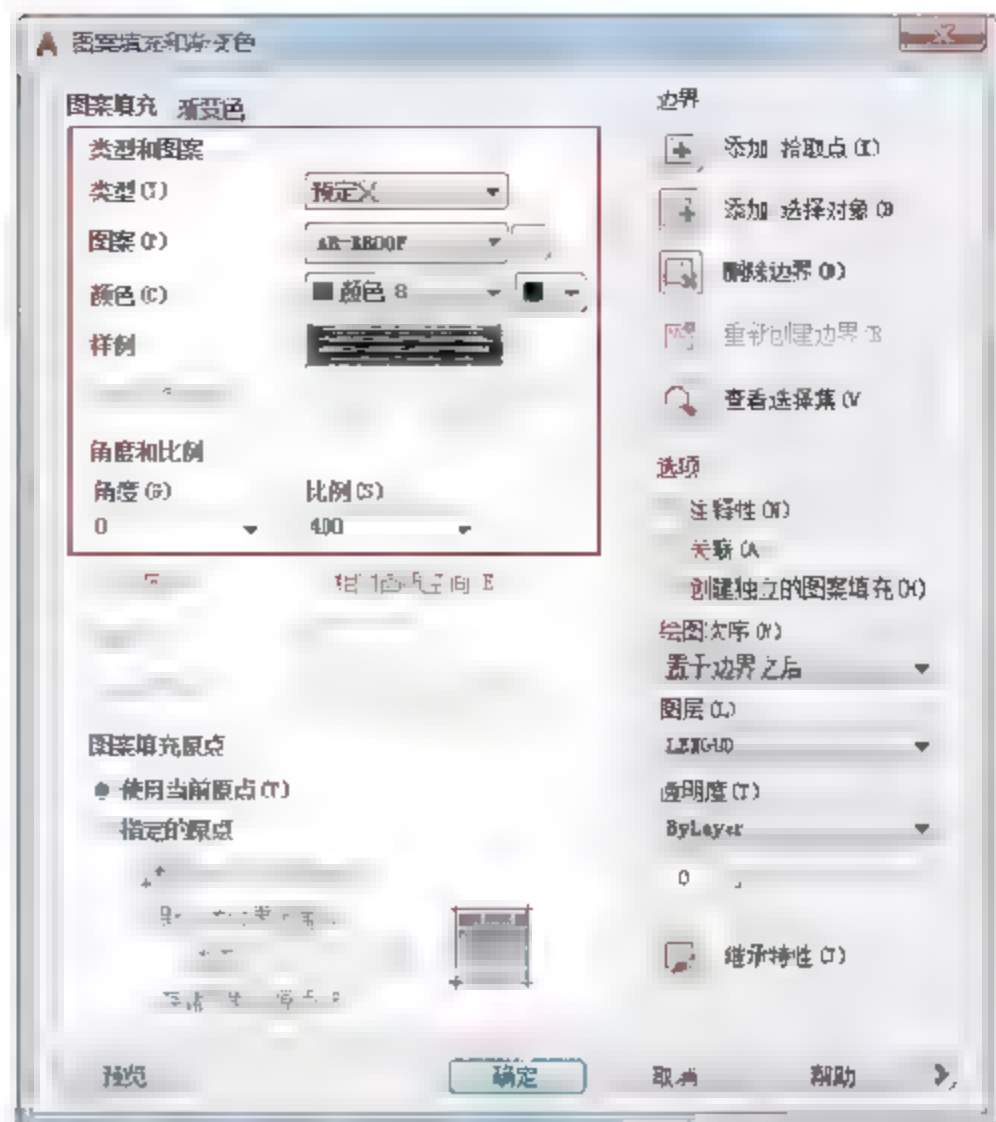 图案填充和渐变色
图案填充 渐变色
类型和图案
类型(Y) 预定义
图案(P) AR-RROOF
颜色(C) 颜色 8
样例
角度和比例
角度(G) 比例(S)
0 400
图案填充原点
使用当前原点(T)
指定的原点
预览
边界
添加 拾取点(K)
添加 选择对象(B
删除边界(D)
重新创建边界(R
查看选择集(V
选项
注释性(N)
关联(A
创建独立的图案填充(H)
绘图次序(W)
置于边界之后
图层(L)
透明度(T)
ByLayer
0
继承特性(I)
确定 取消 帮助